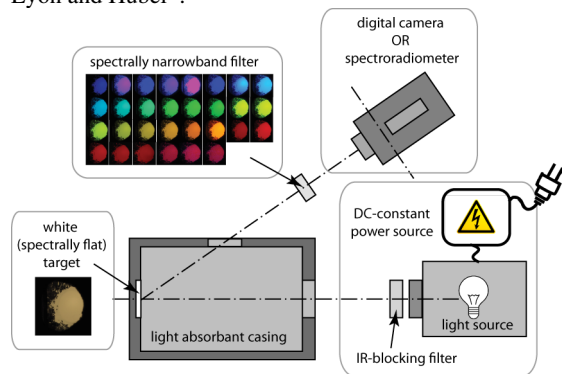 Lyon and Hubel .
digital camera
OR
spectroradiometer
spectrally narrowband filter
DC-constant
power source
white
(spectrally flat)
target
light absorbant casing
light source
IR-blocking filter